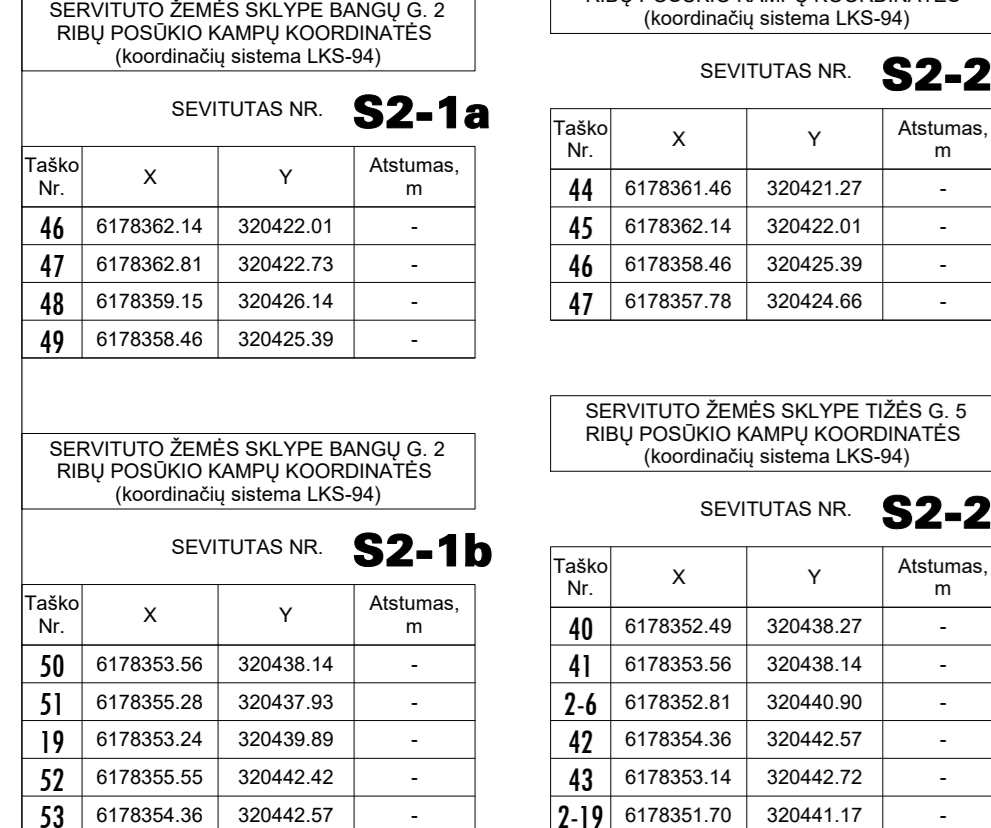 SERVITUTO ŽEMĖS SKLYPE BANGŲ G. 2
RIBŲ POSŪKIO KAMPŲ KOORDINATĖS
(koordinačių sistema LKS-94)
SEVITUTAS NR. S2-1a
Taško Nr. X Y Atstumas, m
46 6178362.14 320422.01 -
47 6178362.81 320422.73 -
48 6178359.15 320426.14 -
49 6178358.46 320425.39 -
SERVITUTO ŽEMĖS SKLYPE BANGŲ G. 2
RIBŲ POSŪKIO KAMPŲ KOORDINATĖS
(koordinačių sistema LKS-94)
SEVITUTAS NR. S2-1b
Taško Nr. X Y Atstumas, m
50 6178353.56 320438.14 -
51 6178355.28 320437.93 -
19 6178353.24 320439.89 -
52 6178355.55 320442.42 -
53 6178354.36 320442.57 -
RIBŲ POSŪKIO KAMPŲ KOORDINATĖS
(koordinačių sistema LKS-94)
SEVITUTAS NR. S2-2
Taško Nr. X Y Atstumas, m
44 6178361.46 320421.27 -
45 6178362.14 320422.01 -
46 6178358.46 320425.39 -
47 6178357.78 320424.66 -
SERVITUTO ŽEMĖS SKLYPE TIŽĖS G. 5
RIBŲ POSŪKIO KAMPŲ KOORDINATĖS
(koordinačių sistema LKS-94)
SEVITUTAS NR. S2-2
Taško Nr. X Y Atstumas, m
40 6178352.49 320438.27 -
41 6178353.56 320438.14 -
2-6 6178352.81 320440.90 -
42 6178354.36 320442.57 -
43 6178353.14 320442.72 -
2-19 6178351.70 320441.17 -